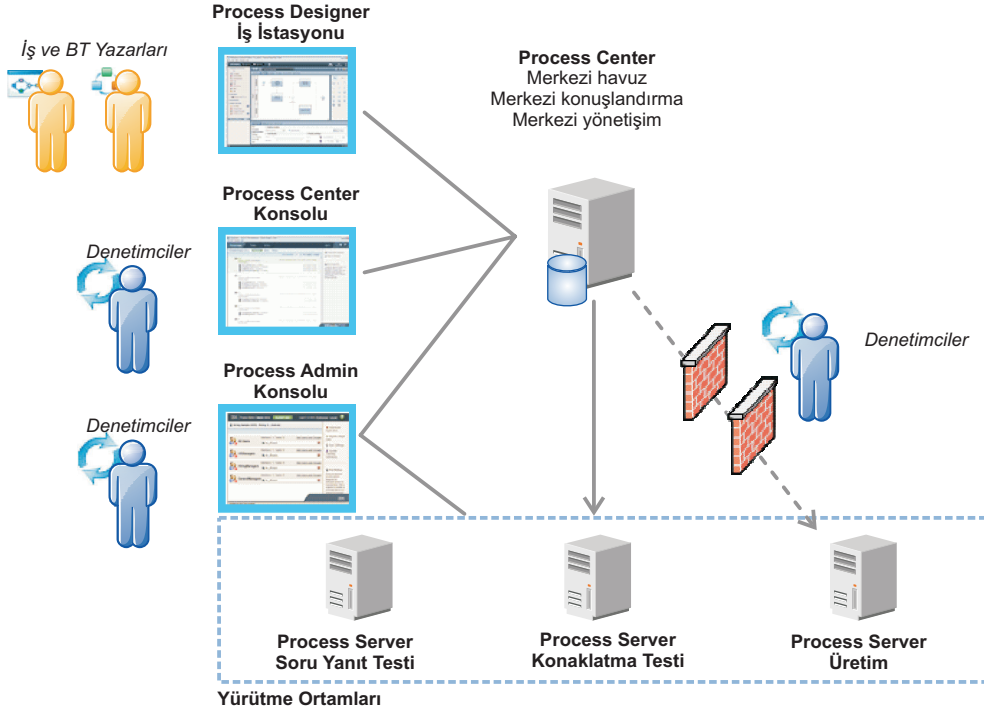 Process Designer
İş İstasyonu
İş ve BT Yazarları
Process Center
Merkezi havuz
Merkezi konuşlandırma
Merkezi yönetişim
Process Center
Konsolu
Denetimciler
Process Admin
Konsolu
Denetimciler
Denetimciler
Process Server
Soru Yanıt Testi
Process Server
Konaklatma Testi
Process Server
Üretim
Yürütme Ortamları